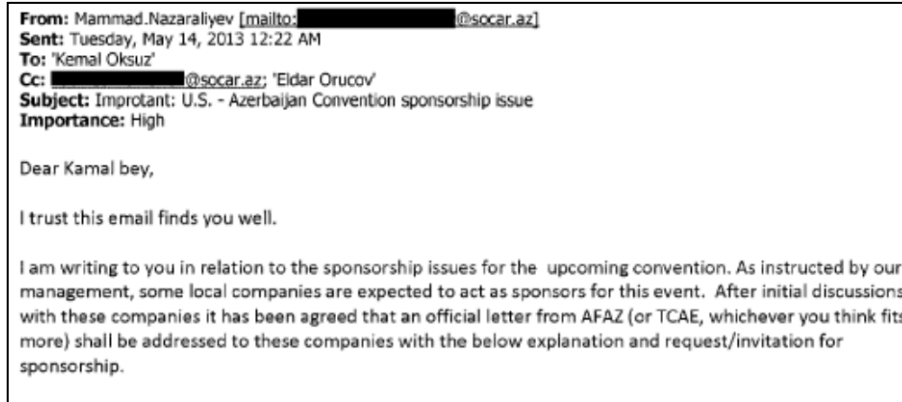 From: Mammad.Nazaraliyev [mailto: @socar.az]
Sent: Tuesday, May 14, 2013 12:22 AM
To: 'Kemal Oksuz'
Cc: @socar.az; 'Eldar Orucov'
Subject: Improtant: U.S. - Azerbaijan Convention sponsorship issue
Importance: High
Dear Kamal bey,
I trust this email finds you well.
I am writing to you in relation to the sponsorship issues for the upcoming convention. As instructed by our
management, some local companies are expected to act as sponsors for this event. After initial discussions
with these companies it has been agreed that an official letter from AFAZ (or TCAE, whichever you think fits
more) shall be addressed to these companies with the below explanation and request/invitation for
sponsorship.